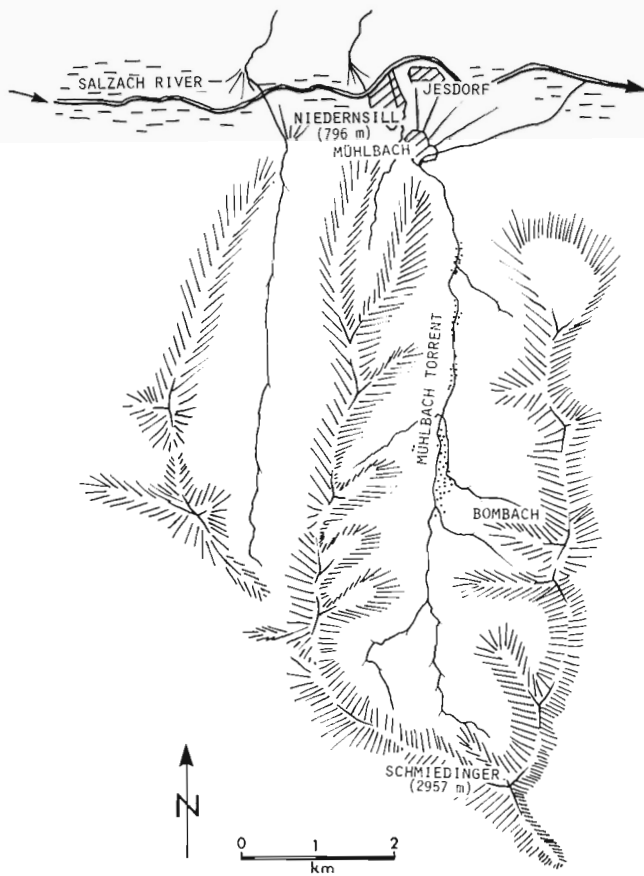 SALZACH RIVER
JESDORF
NIEDERNSILL
(796 m)
MÜHLBACH
MÜHLBACH TORRENT
BOMBACH
SCHMIEDINGER
(2957 m)
N
0 1 2
km